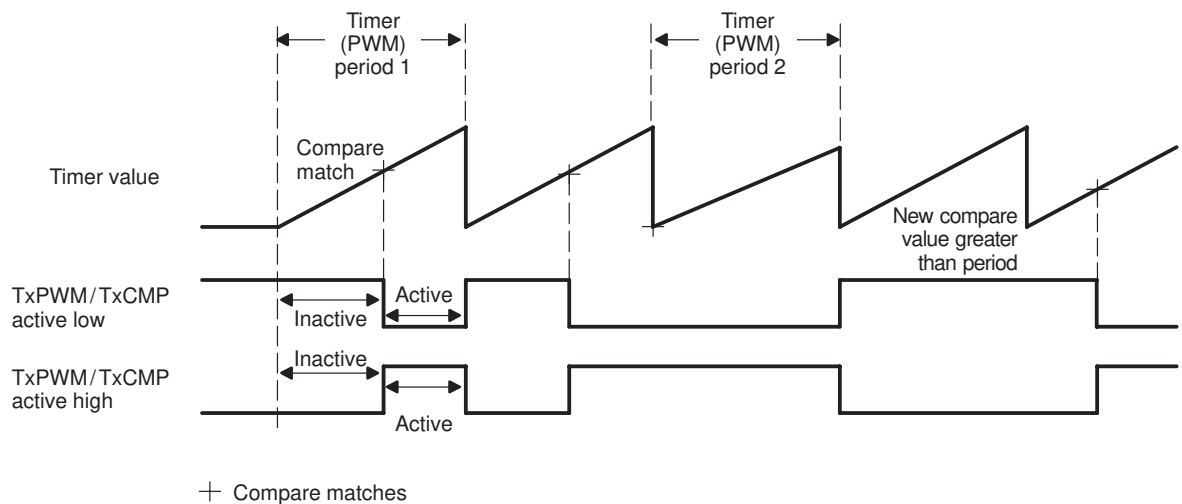 Timer
(PWM)
period 1
Timer
(PWM)
period 2
Compare
match
Timer value
New compare
value greater
than period
TxPWM/TxCMP
active low
Inactive
Active
TxPWM/TxCMP
active high
Inactive
Active
Compare matches